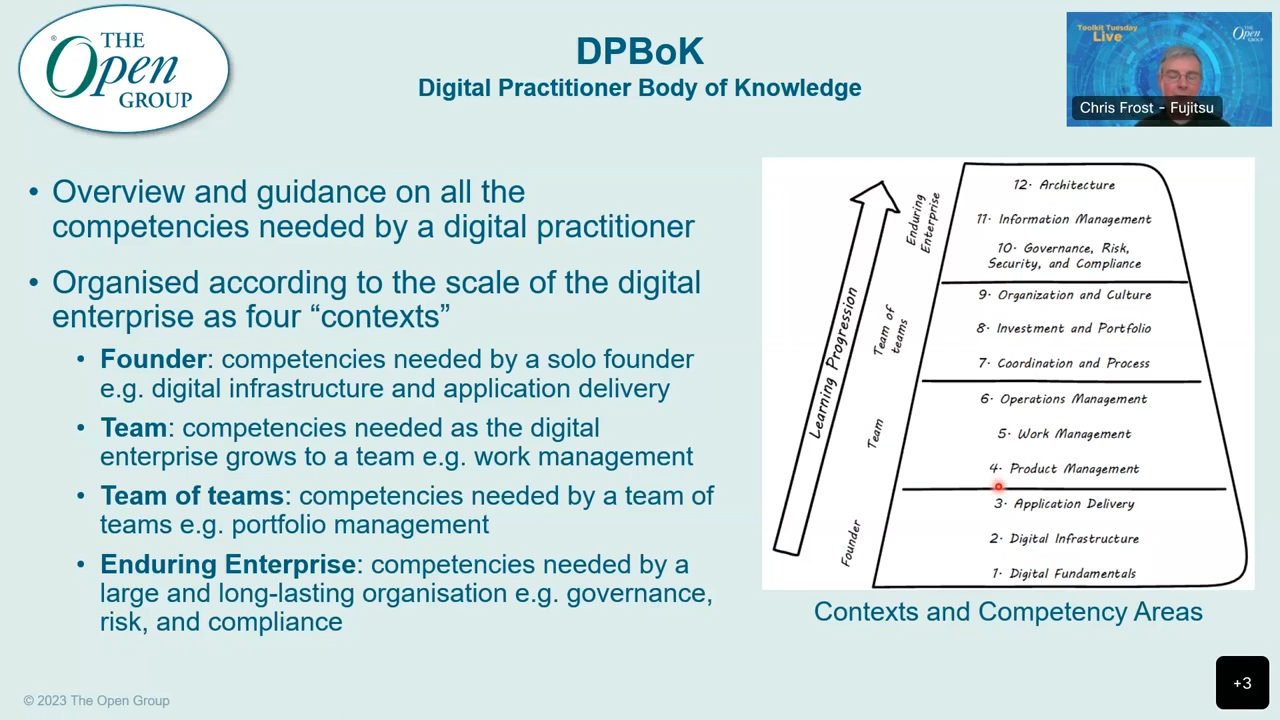 ® THE
Open
GROUP
DPBoK
Digital Practitioner Body of Knowledge
Toolkit Tuesday
Live
Open
GROUP
Chris Frost - Fujitsu
• Overview and guidance on all the
competencies needed by a digital practitioner
• Organised according to the scale of the digital
enterprise as four “contexts”
• Founder: competencies needed by a solo founder
e.g. digital infrastructure and application delivery
• Team: competencies needed as the digital
enterprise grows to a team e.g. work management
• Team of teams: competencies needed by a team of
teams e.g. portfolio management
• Enduring Enterprise: competencies needed by a
large and long-lasting organisation e.g. governance,
risk, and compliance
Learning Progression
Enduring
Enterprise
Team of
teams
Team
Founder
12. Architecture
11. Information Management
10. Governance, Risk,
Security, and Compliance
9. Organization and Culture
8. Investment and Portfolio
7. Coordination and Process
6. Operations Management
5. Work Management
4. Product Management
3. Application Delivery
2. Digital Infrastructure
1. Digital Fundamentals
Contexts and Competency Areas
© 2023 The Open Group
+3